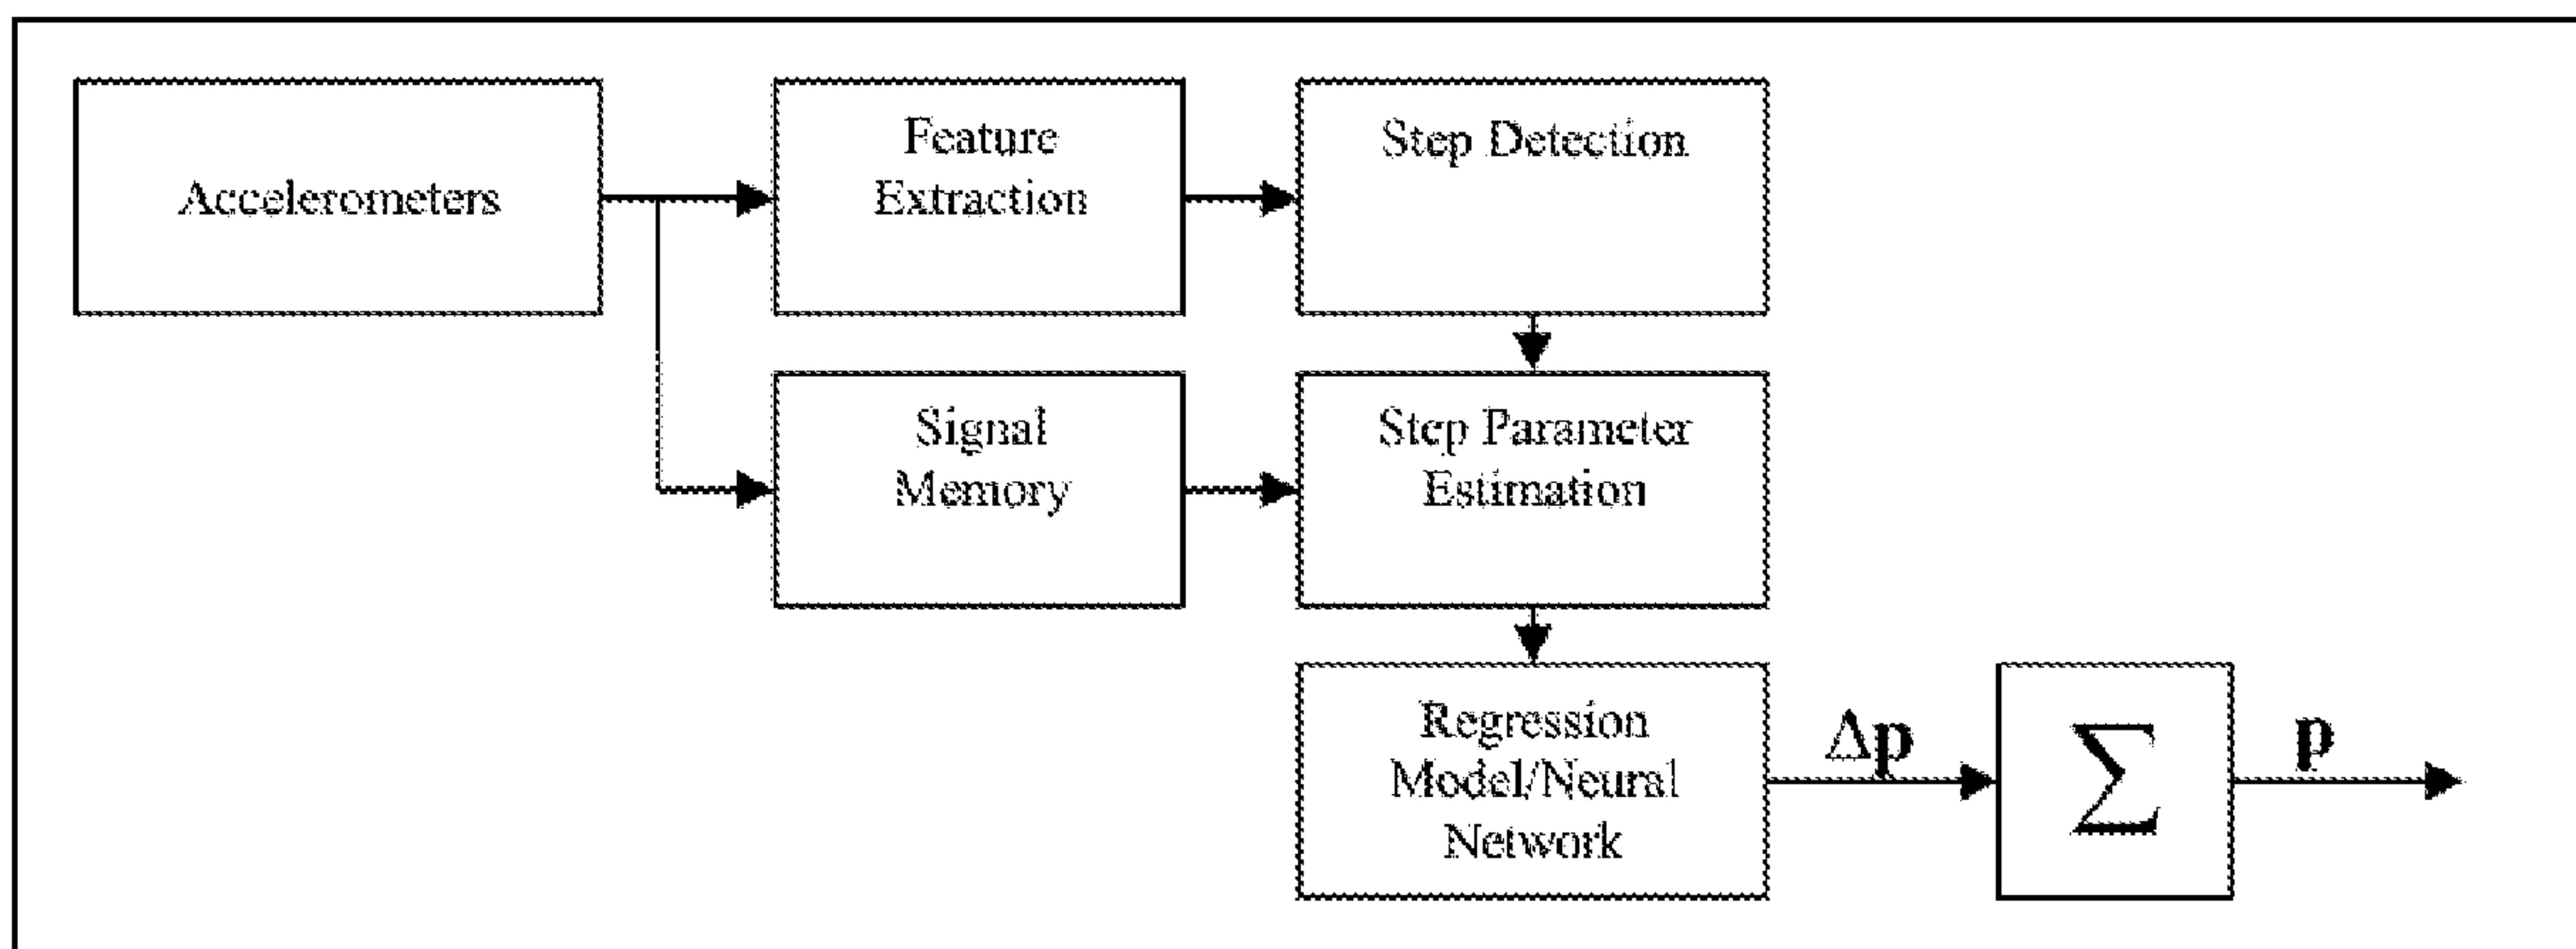 Accelerometers
Feature
Extraction
Step Detection
Signal
Memory
Step Parameter
Estimation
Regression
Model/Neural
Network
Δp
Σ
p